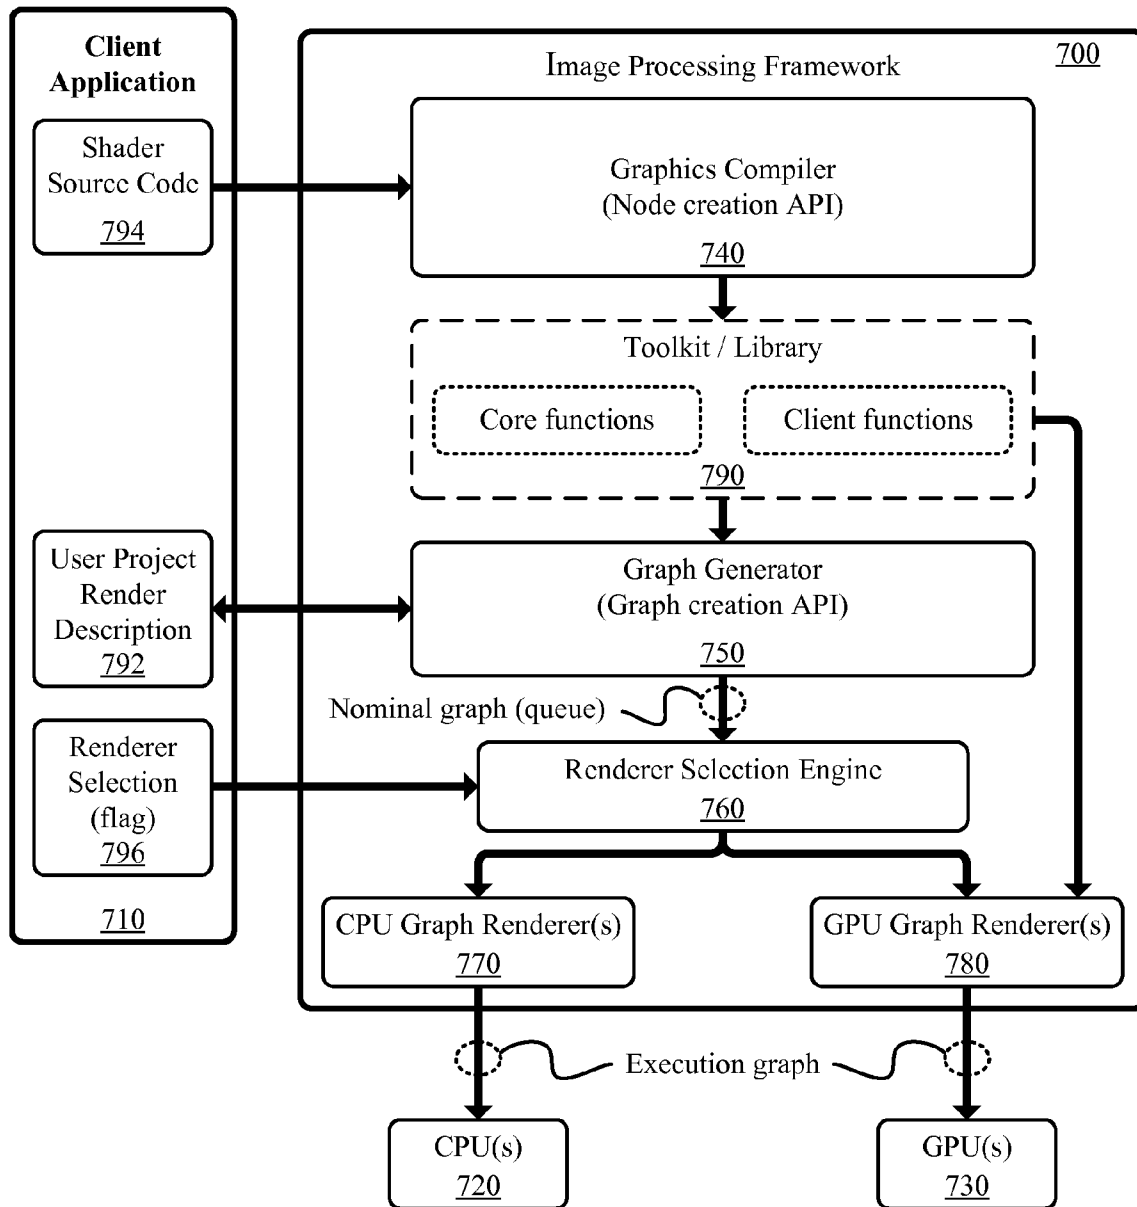 Client
Application
Shader
Source Code
794
User Project
Render
Description
792
Renderer
Selection
(flag)
796
710
Image Processing Framework
700
Graphics Compiler
(Node creation API)
740
Toolkit / Library
Core functions
Client functions
790
Graph Generator
(Graph creation API)
750
Nominal graph (queue)
Renderer Selection Engine
760
CPU Graph Renderer(s)
770
GPU Graph Renderer(s)
780
Execution graph
CPU(s)
720
GPU(s)
730